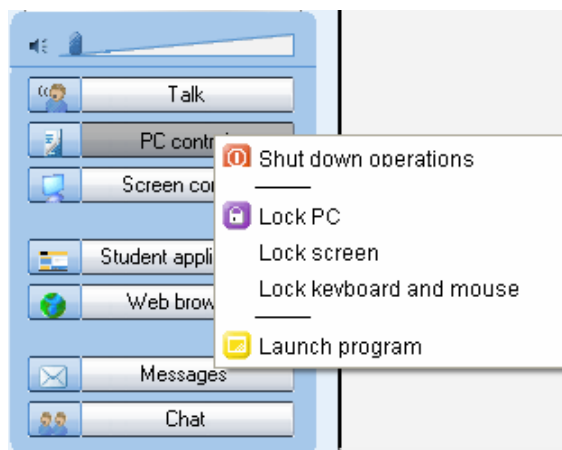 Talk
PC contr
Shut down operations
Screen co
Lock PC
Lock screen
Student appli
Lock keyboard and mouse
Web brow
Launch program
Messages
Chat